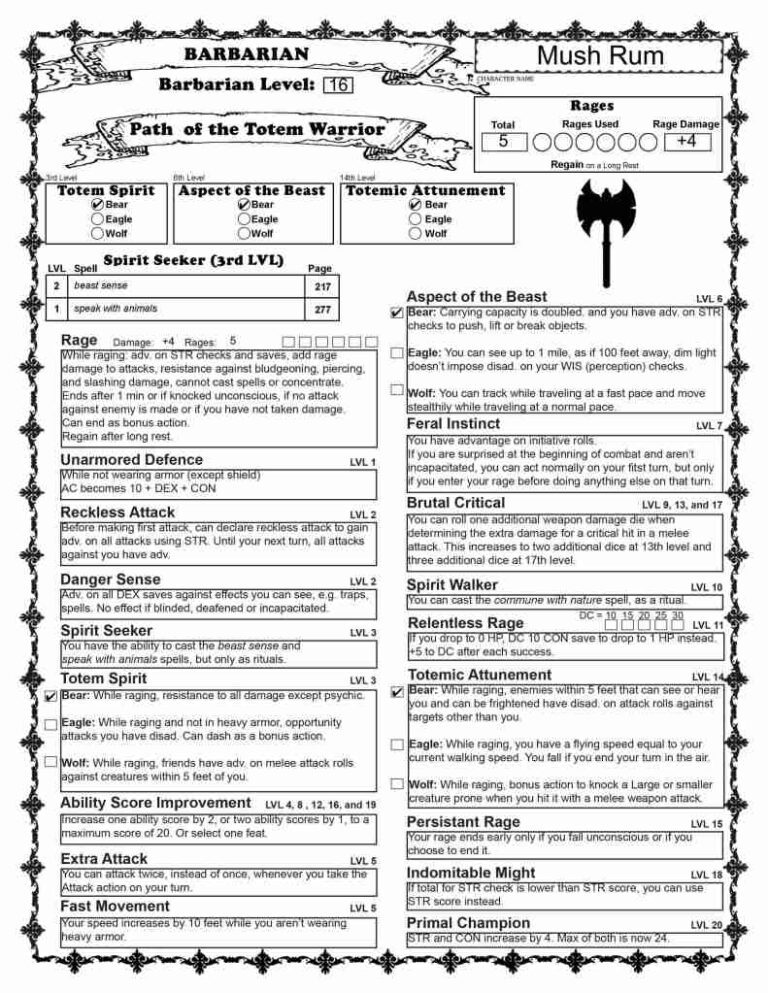 BARBARIAN
Barbarian Level: 16
Mush Rum
CHARACTER NAME
Path of the Totem Warrior
Rages
Total Rages Used Rage Damage
5 +4
Regain on a Long Rest
3rd Level
Totem Spirit
Bear
Eagle
Wolf
6th Level
Aspect of the Beast
Bear
Eagle
Wolf
14th Level
Totemic Attunement
Bear
Eagle
Wolf
Spirit Seeker (3rd LVL)
LVL Spell Page
2 beast sense 217
1 speak with animals 277
Rage Damage: +4 Rages: 5
While raging: adv. on STR checks and saves, add rage
damage to attacks, resistance against bludgeoning, piercing,
and slashing damage, cannot cast spells or concentrate.
Ends after 1 min or if knocked unconscious, if no attack
against enemy is made or if you have not taken damage.
Can end as bonus action.
Regain after long rest.
Unarmored Defence LVL 1
While not wearing armor (except shield)
AC becomes 10 + DEX + CON
Reckless Attack LVL 2
Before making first attack, can declare reckless attack to gain
adv. on all attacks using STR. Until your next turn, all attacks
against you have adv.
Danger Sense LVL 2
Adv. on all DEX saves against effects you can see, e.g. traps,
spells. No effect if blinded, deafened or incapacitated.
Spirit Seeker LVL 3
You have the ability to cast the beast sense and
speak with animals spells, but only as rituals.
Totem Spirit LVL 3
Bear: While raging, resistance to all damage except psychic.
Eagle: While raging and not in heavy armor, opportunity
attacks you have disad. Can dash as a bonus action.
Wolf: While raging, friends have adv. on melee attack rolls
against creatures within 5 feet of you.
Ability Score Improvement LVL 4, 8 , 12, 16, and 19
Increase one ability score by 2, or two ability scores by 1, to a
maximum score of 20. Or select one feat.
Extra Attack LVL 5
You can attack twice, instead of once, whenever you take the
Attack action on your turn.
Fast Movement LVL 5
Your speed increases by 10 feet while you aren't wearing
heavy armor.
Aspect of the Beast LVL 6
Bear: Carrying capacity is doubled. and you have adv. on STR
checks to push, lift or break objects.
Eagle: You can see up to 1 mile, as if 100 feet away, dim light
doesn't impose disad. on your WIS (perception) checks.
Wolf: You can track while traveling at a fast pace and move
stealthily while traveling at a normal pace.
Feral Instinct LVL 7
You have advantage on initiative rolls.
If you are surprised at the beginning of combat and aren't
incapacitated, you can act normally on your fitst turn, but only
if you enter your rage before doing anything else on that turn.
Brutal Critical LVL 9, 13, and 17
You can roll one additional weapon damage die when
determining the extra damage for a critical hit in a melee
attack. This increases to two additional dice at 13th level and
three additional dice at 17th level.
Spirit Walker LVL 10
You can cast the commune with nature spell, as a ritual.
Relentless Rage DC = 10 15 20 25 30 LVL 11
If you drop to 0 HP, DC 10 CON save to drop to 1 HP instead.
+5 to DC after each success.
Totemic Attunement LVL 14
Bear: While raging, enemies within 5 feet that can see or hear
you and can be frightened have disad. on attack rolls against
targets other than you.
Eagle: While raging, you have a flying speed equal to your
current walking speed. You fall if you end your turn in the air.
Wolf: While raging, bonus action to knock a Large or smaller
creature prone when you hit it with a melee weapon attack.
Persistant Rage LVL 15
Your rage ends early only if you fall unconscious or if you
choose to end it.
Indomitable Might LVL 18
If total for STR check is lower than STR score, you can use
STR score instead.
Primal Champion LVL 20
STR and CON increase by 4. Max of both is now 24.